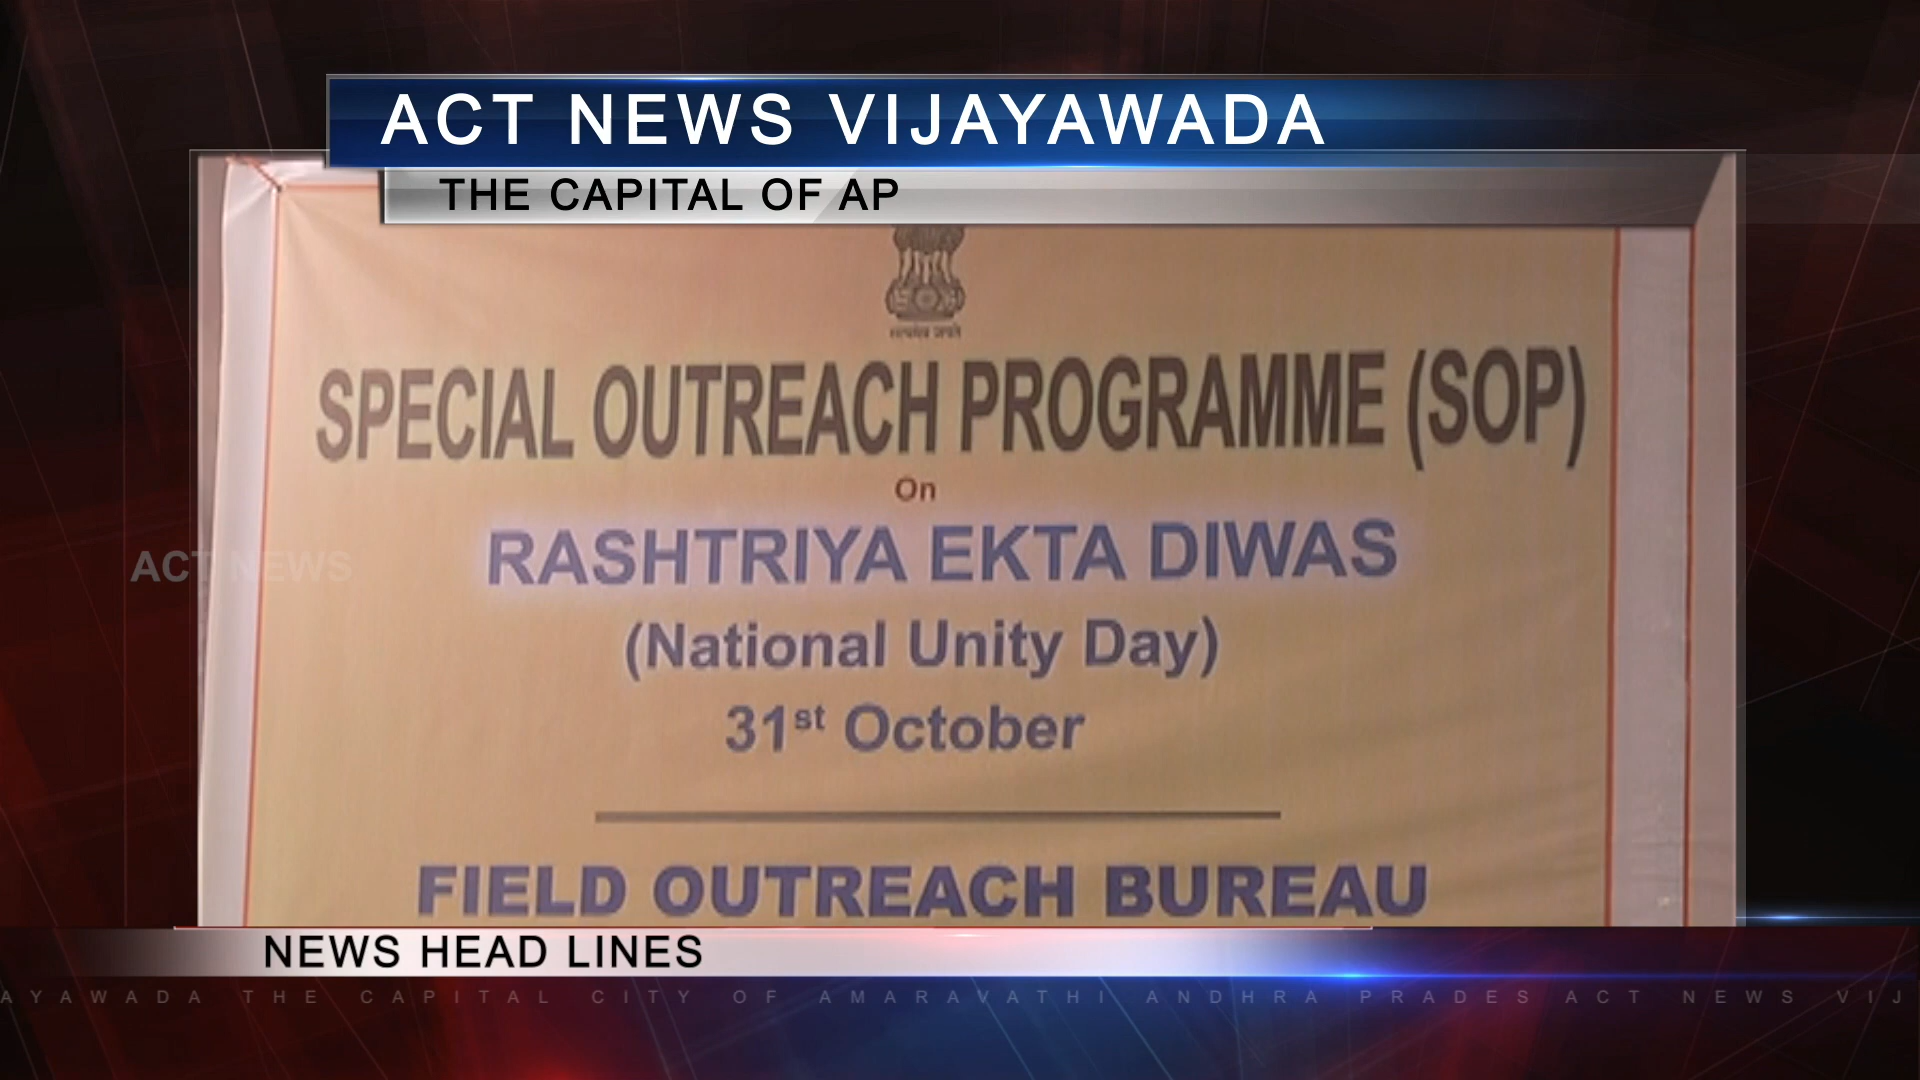 ACT NEWS VIJAYAWADA
THE CAPITAL OF AP
SPECIAL OUTREACH PROGRAMME (SOP)
On
RASHTRIYA EKTA DIWAS
(National Unity Day)
31st October
FIELD OUTREACH BUREAU
ACT NEWS
NEWS HEAD LINES
AYAWADA THE CAPITAL CITY OF AMARAVATHI ANDHRA PRADES ACT NEWS VIJ